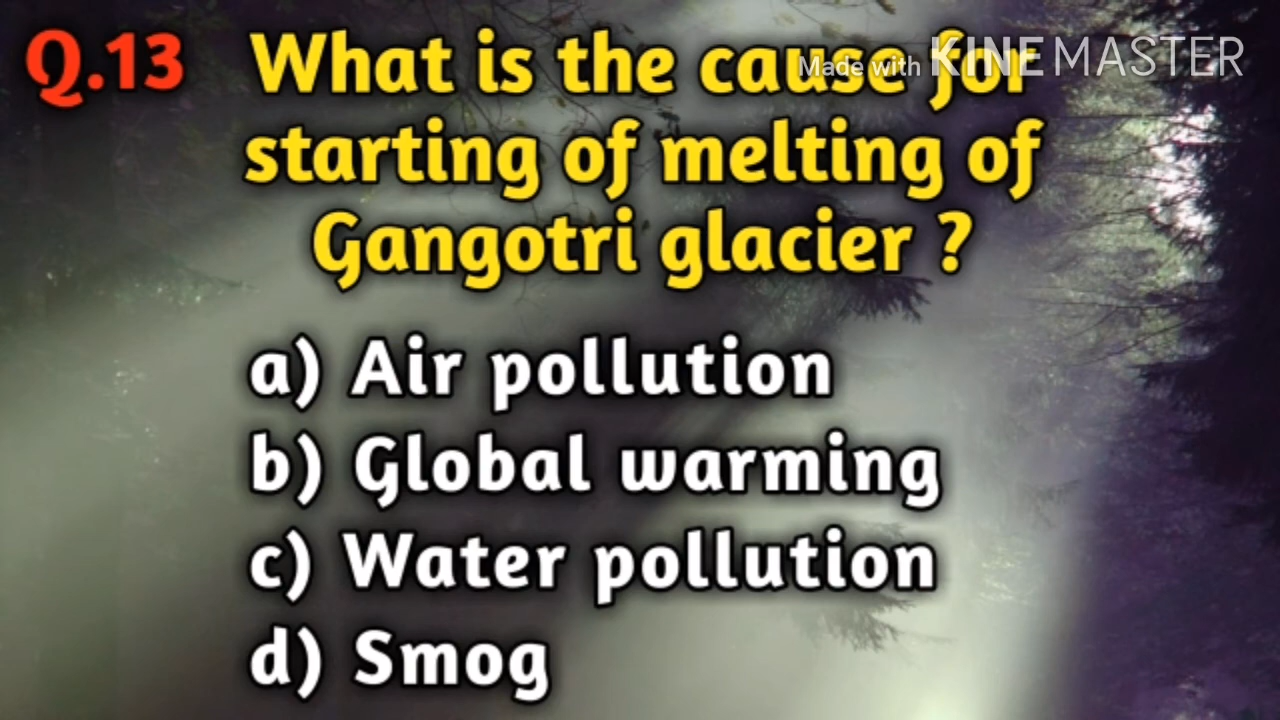 Q.13 What is the cause for
Made with KINEMASTER
starting of melting of
Gangotri glacier ?
a) Air pollution
b) Global warming
c) Water pollution
d) Smog